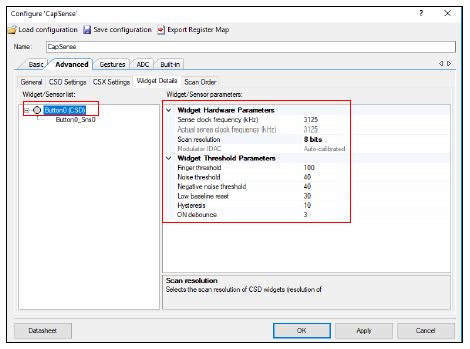 Configure 'CapSense'
? ×
Load configuration Save configuration Export Register Map
Name: CapSense
Basic Advanced Gestures ADC Built-in
General CSD Settings CSX Settings Widget Details Scan Order
Widget/Sensor list:
Button0 (CSD)
Button0_Sns0
Widget/Sensor parameters:
Widget Hardware Parameters
Sense clock frequency (kHz) 3125
Actual sense clock frequency (kHz) 3125
Scan resolution 8 bits
Modulator IDAC Auto-calibrated
Widget Threshold Parameters
Finger threshold 100
Noise threshold 40
Negative noise threshold 40
Low baseline reset 30
Hysteresis 10
ON debounce 3
Scan resolution
Selects the scan resolution of CSD widgets (resolution of
Datasheet OK Apply Cancel